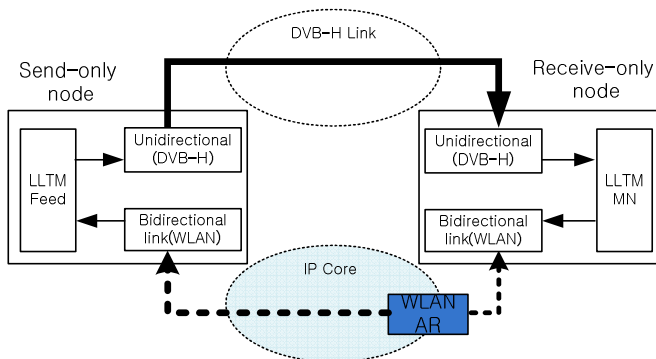 DVB-H Link
Send-only
node
Receive-only
node
LLTM
Feed
Unidirectional
(DVB-H)
Bidirectional
link(WLAN)
Unidirectional
(DVB-H)
Bidirectional
link(WLAN)
LLTM
MN
IP Core
WLAN
AR